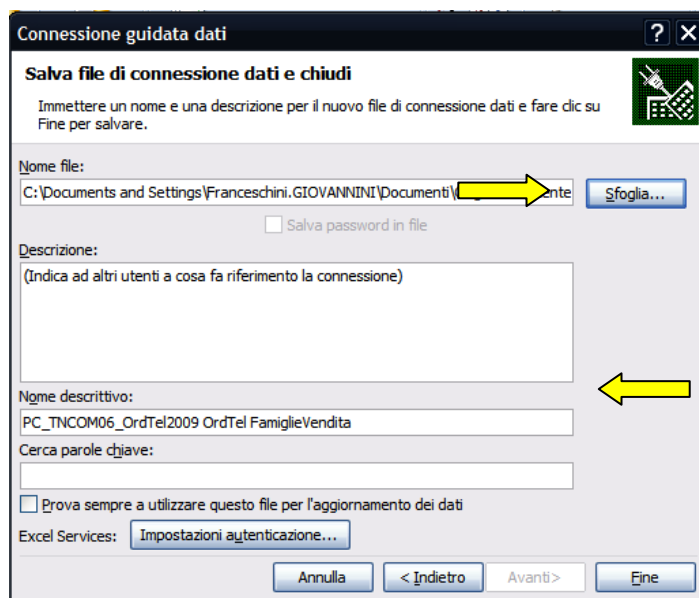 Connessione guidata dati
Salva file di connessione dati e chiudi
Immettere un nome e una descrizione per il nuovo file di connessione dati e fare clic su
Fine per salvare.
Nome file:
C:\Documents and Settings\Franceschini.GIOVANNINI\Documenti\
Sfoglia...
Salva password in file
Descrizione:
(Indica ad altri utenti a cosa fa riferimento la connessione)
Nome descrittivo:
PC_TNCOM06_OrdTel2009 OrdTel FamiglieVendita
Cerca parole chiave:
Prova sempre a utilizzare questo file per l'aggiornamento dei dati
Excel Services: Impostazioni autenticazione...
Annulla < Indietro Avanti> Fine